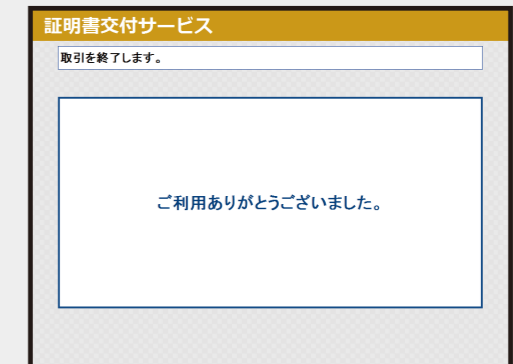 証明書交付サービス
取引を終了します。
ご利用ありがとうございました。